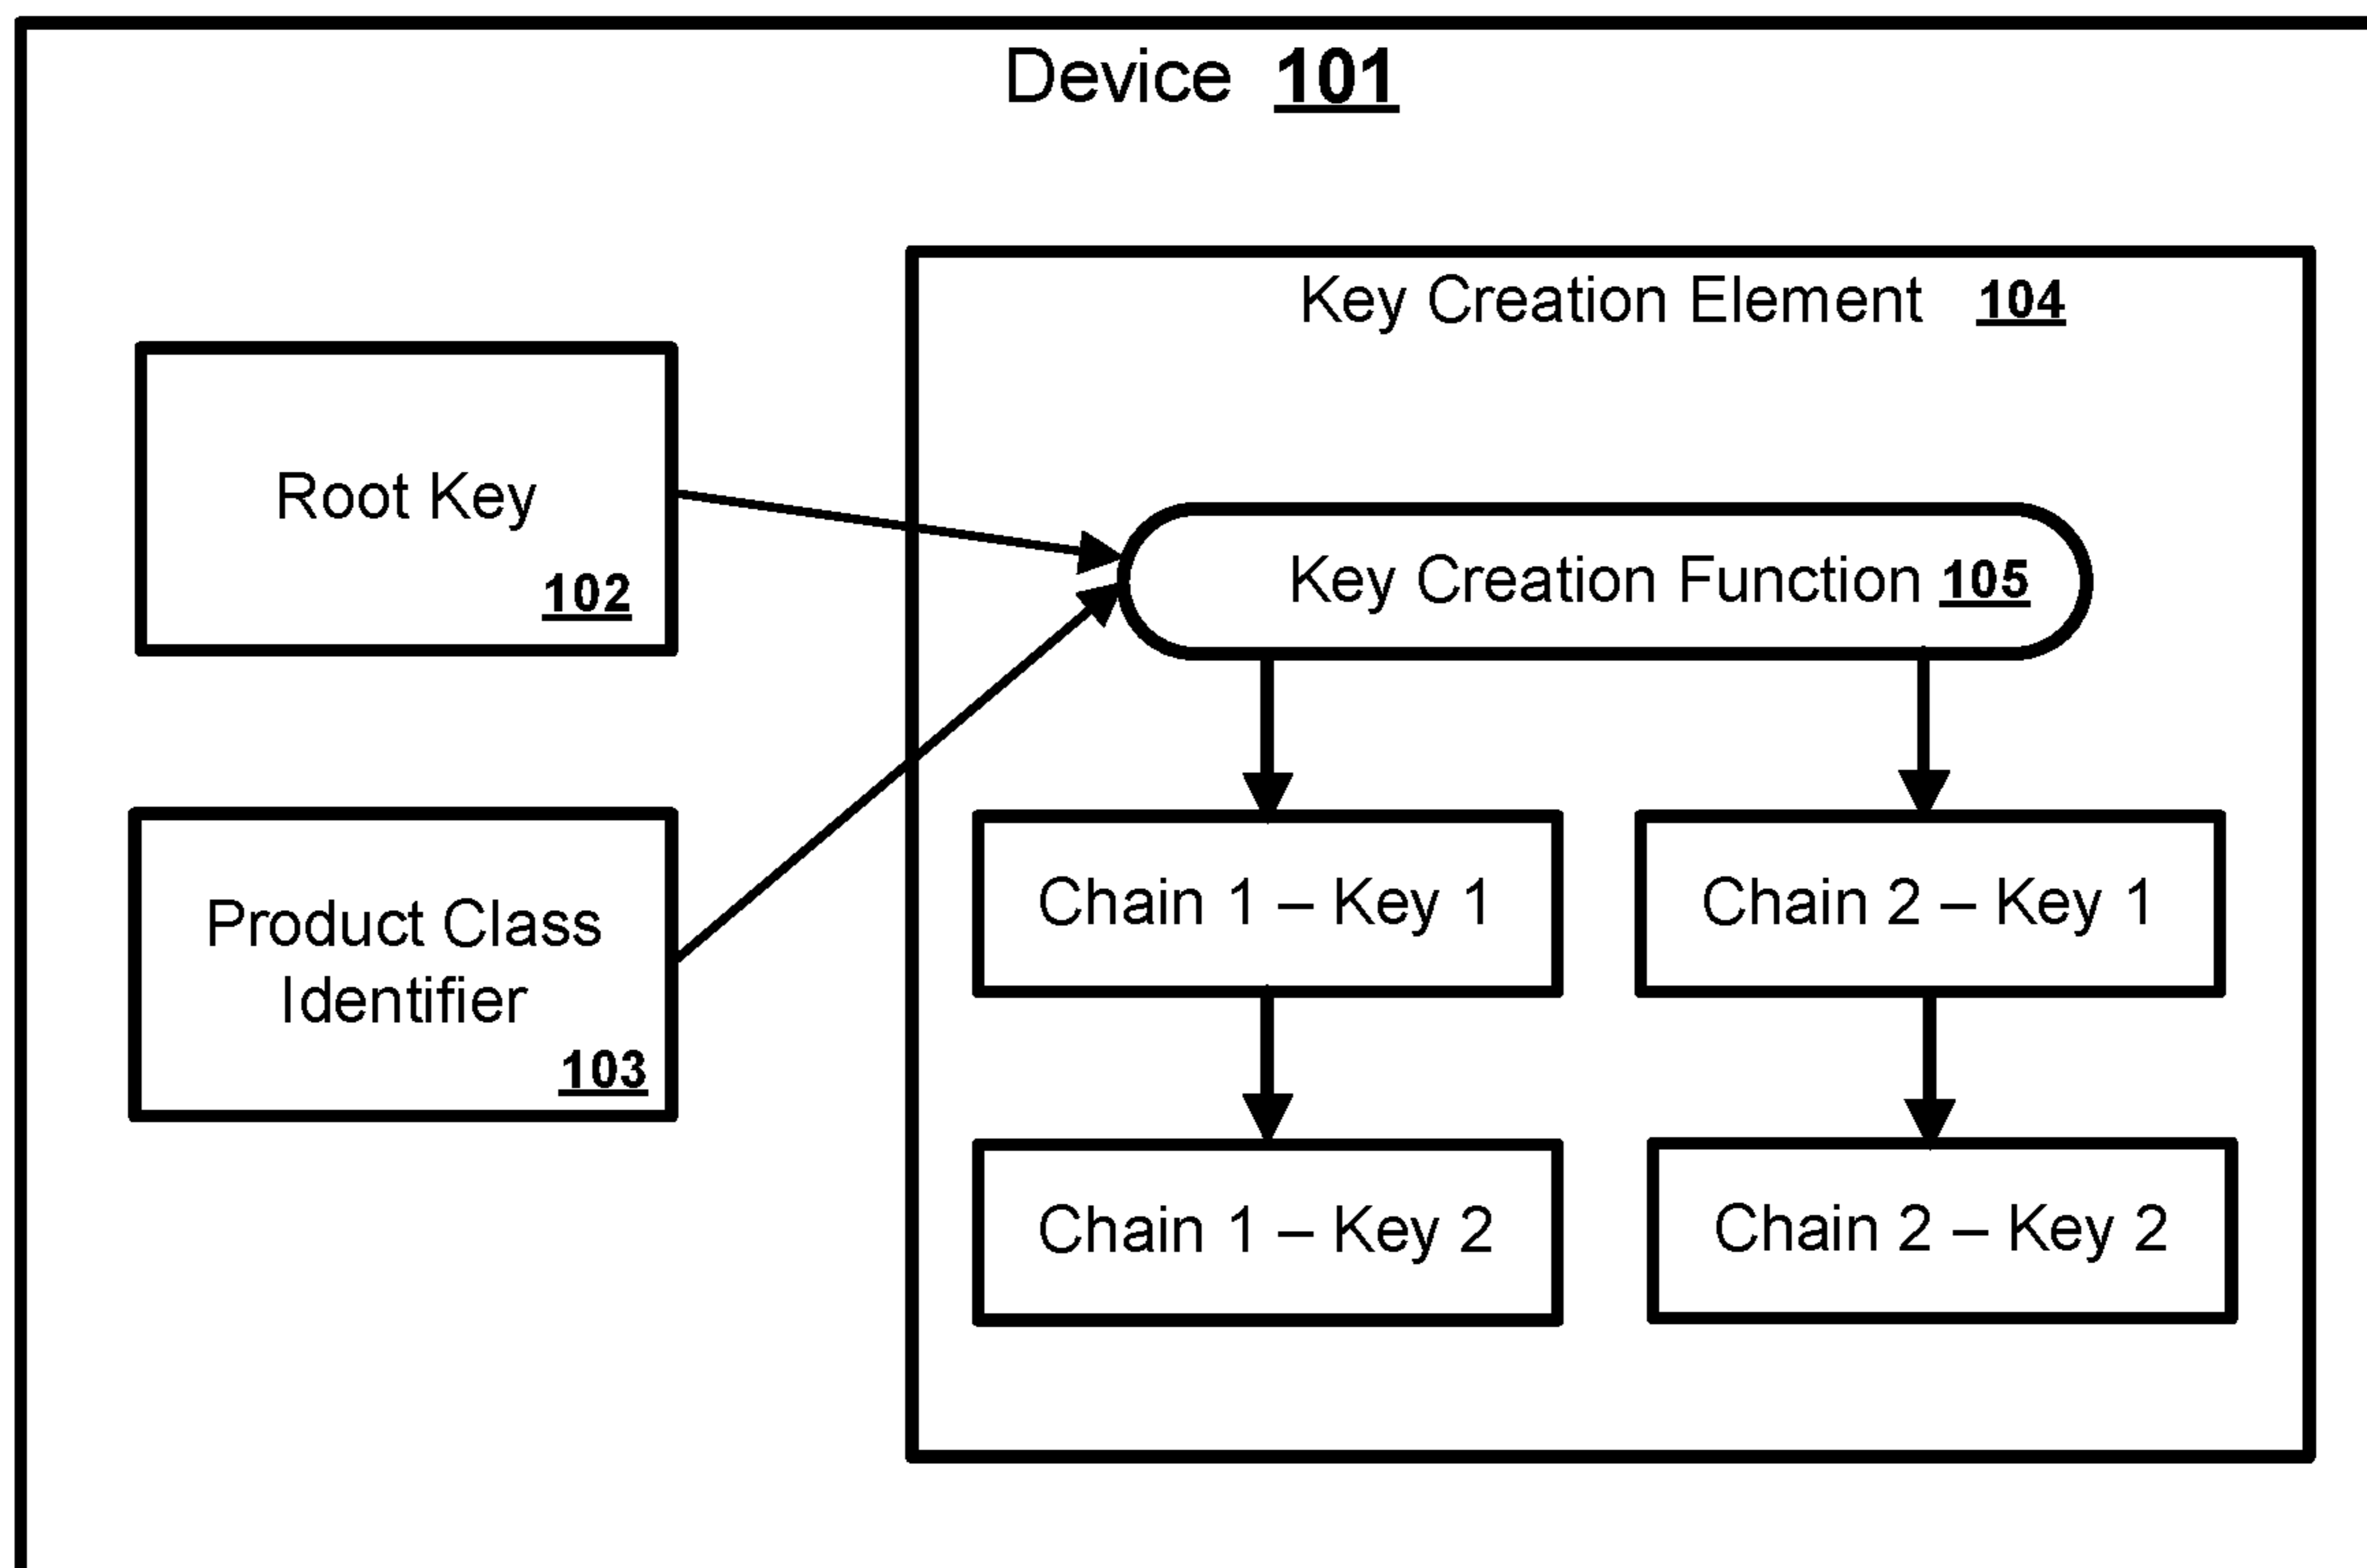 Device 101
Key Creation Element 104
Root Key
102
Key Creation Function 105
Product Class
Identifier
103
Chain 1 – Key 1
Chain 2 – Key 1
Chain 1 – Key 2
Chain 2 – Key 2